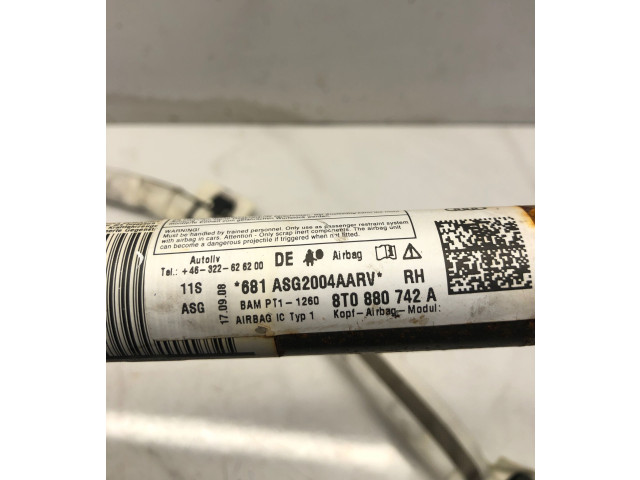 WARNING!
Must be handled by trained personnel. Only use as passenger restraint system
with airbag in cars. Attention - Only scrap inert components. The airbag unit
can become a dangerous projectile if triggered when not fitted.
Autoliv DE Airbag
Tel.: +46-322-62 62 00
11S *681 ASG2004AARV* RH
ASG 17.09.08 BAM PT1-1260 8T0 880 742 A
AIRBAG IC Typ 1 Kopf-Airbag-Modul: